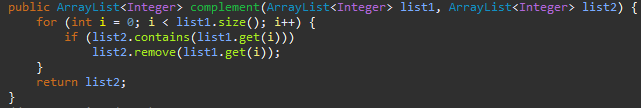 public ArrayList<Integer> complement(ArrayList<Integer> list1, ArrayList<Integer> list2) {
for (int i = 0; i < list1.size(); i++) {
if (list2.contains(list1.get(i)))
list2.remove(list1.get(i));
}
return list2;
}